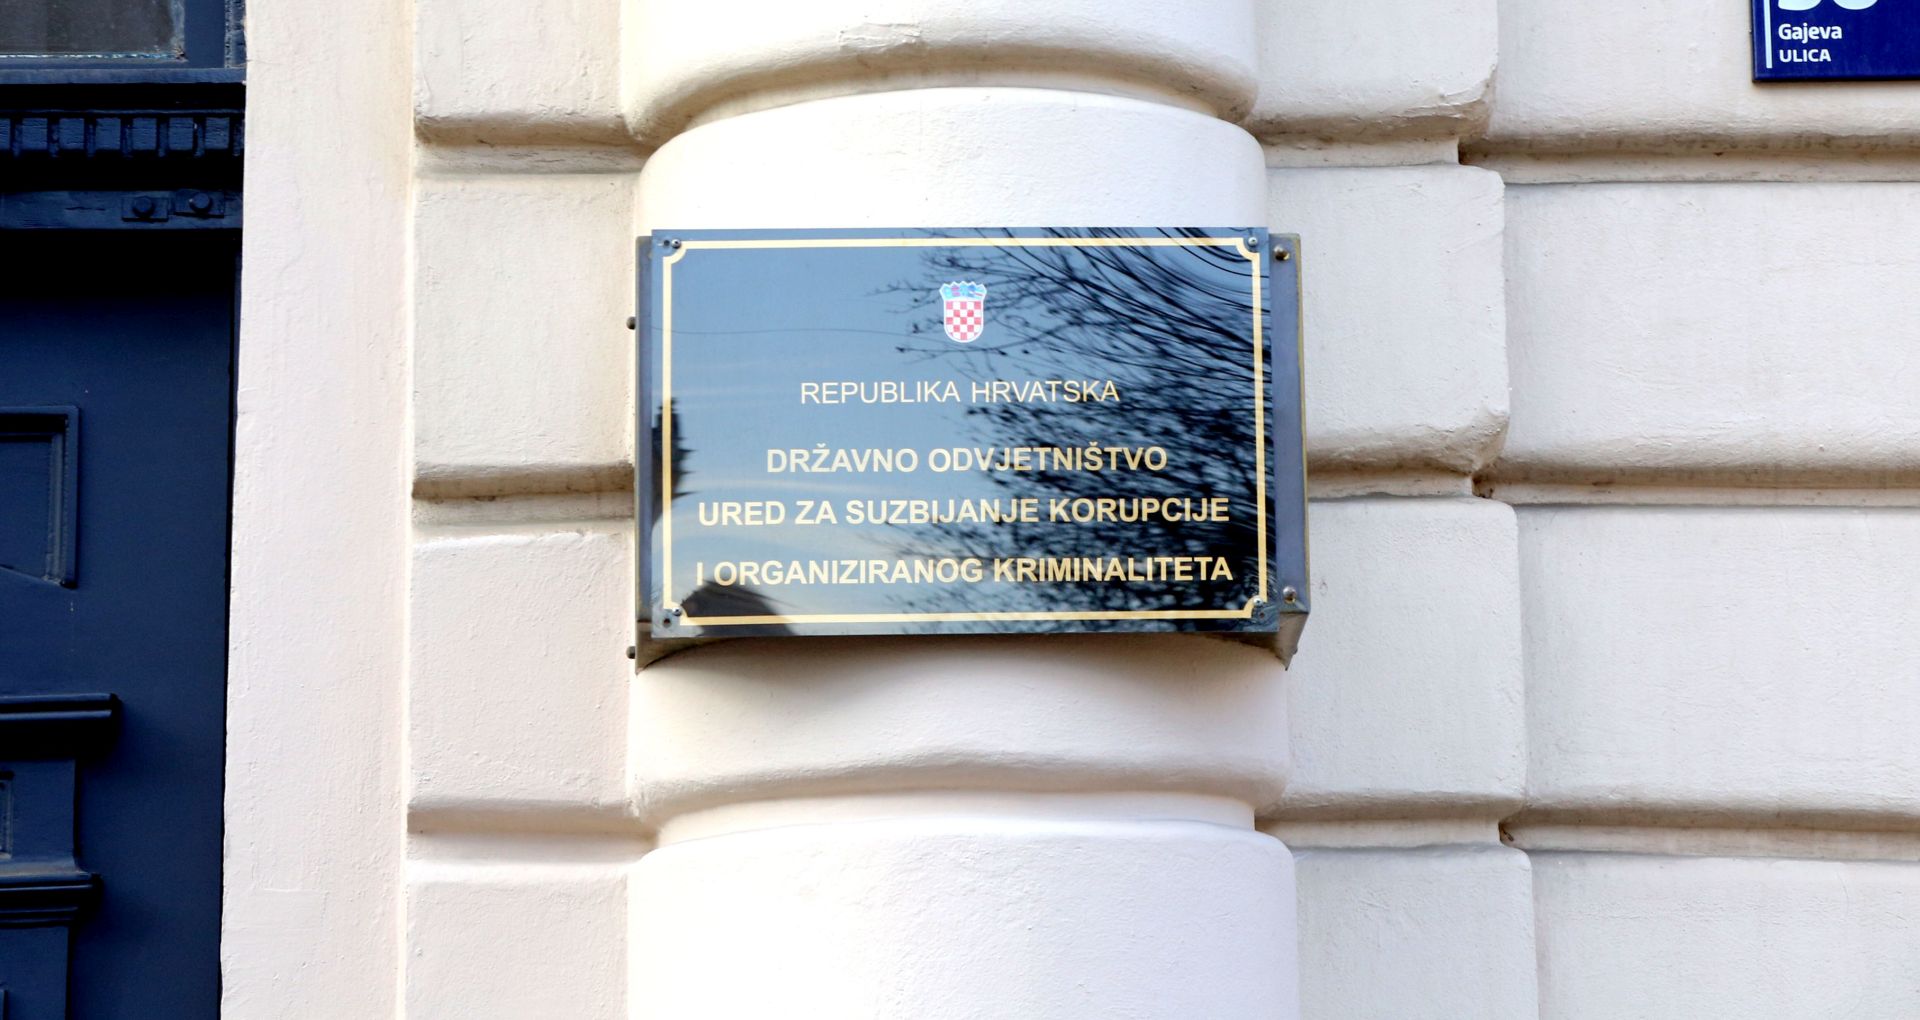 Gajeva
ULICA
REPUBLIKA HRVATSKA
DRŽAVNO ODVJETNIŠTVO
URED ZA SUZBIJANJE KORUPCIJE
I ORGANIZIRANOG KRIMINALITETA